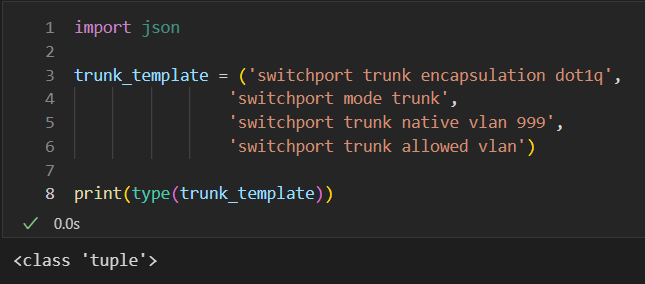 1 import json
2
3 trunk_template = ('switchport trunk encapsulation dot1q',
4                   'switchport mode trunk',
5                   'switchport trunk native vlan 999',
6                   'switchport trunk allowed vlan')
7
8 print(type(trunk_template))
0.0s
<class 'tuple'>